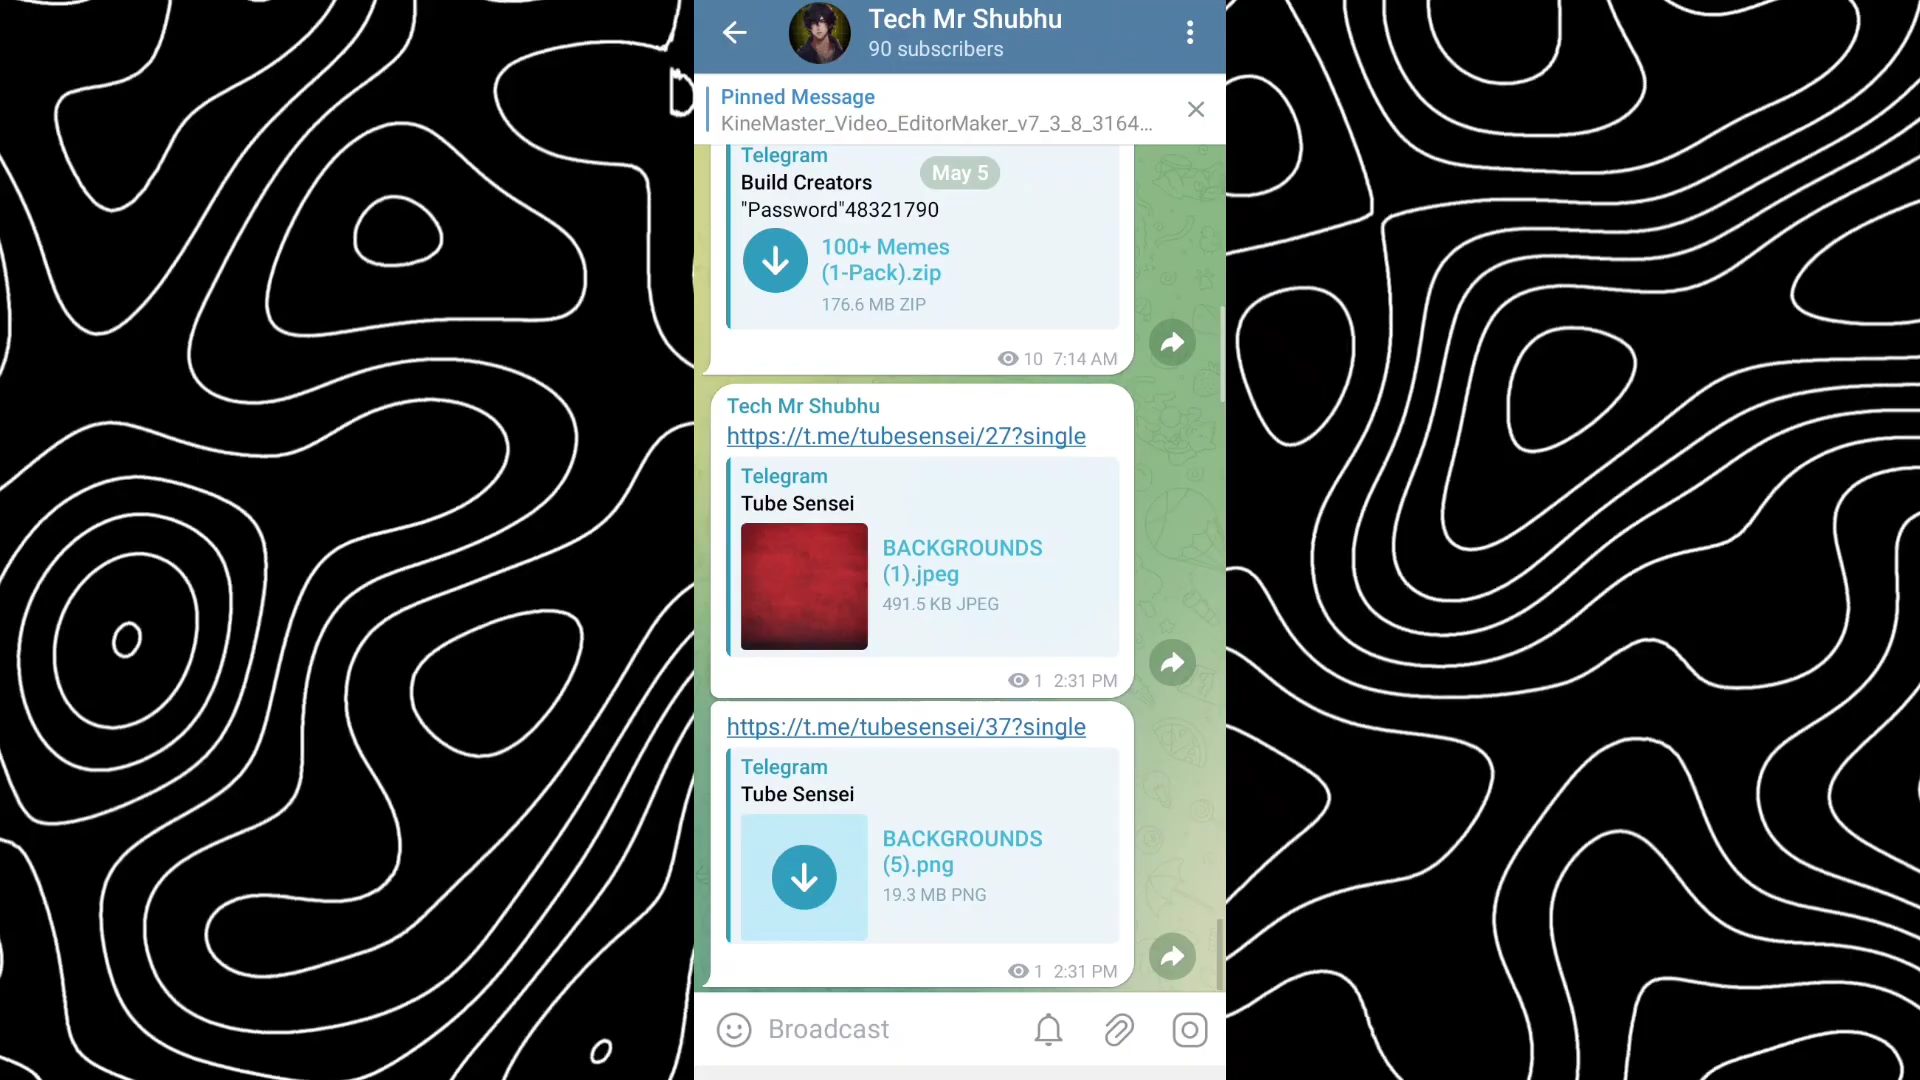 Tech Mr Shubhu
90 subscribers
Pinned Message
KineMaster_Video_EditorMaker_v7_3_8_3164...
Telegram
May 5
Build Creators
"Password"48321790
100+ Memes
(1-Pack).zip
176.6 MB ZIP
10 7:14 AM
Tech Mr Shubhu
https://t.me/tubesensei/27?single
Telegram
Tube Sensei
BACKGROUNDS
(1).jpeg
491.5 KB JPEG
1 2:31 PM
https://t.me/tubesensei/37?single
Telegram
Tube Sensei
BACKGROUNDS
(5).png
19.3 MB PNG
1 2:31 PM
Broadcast